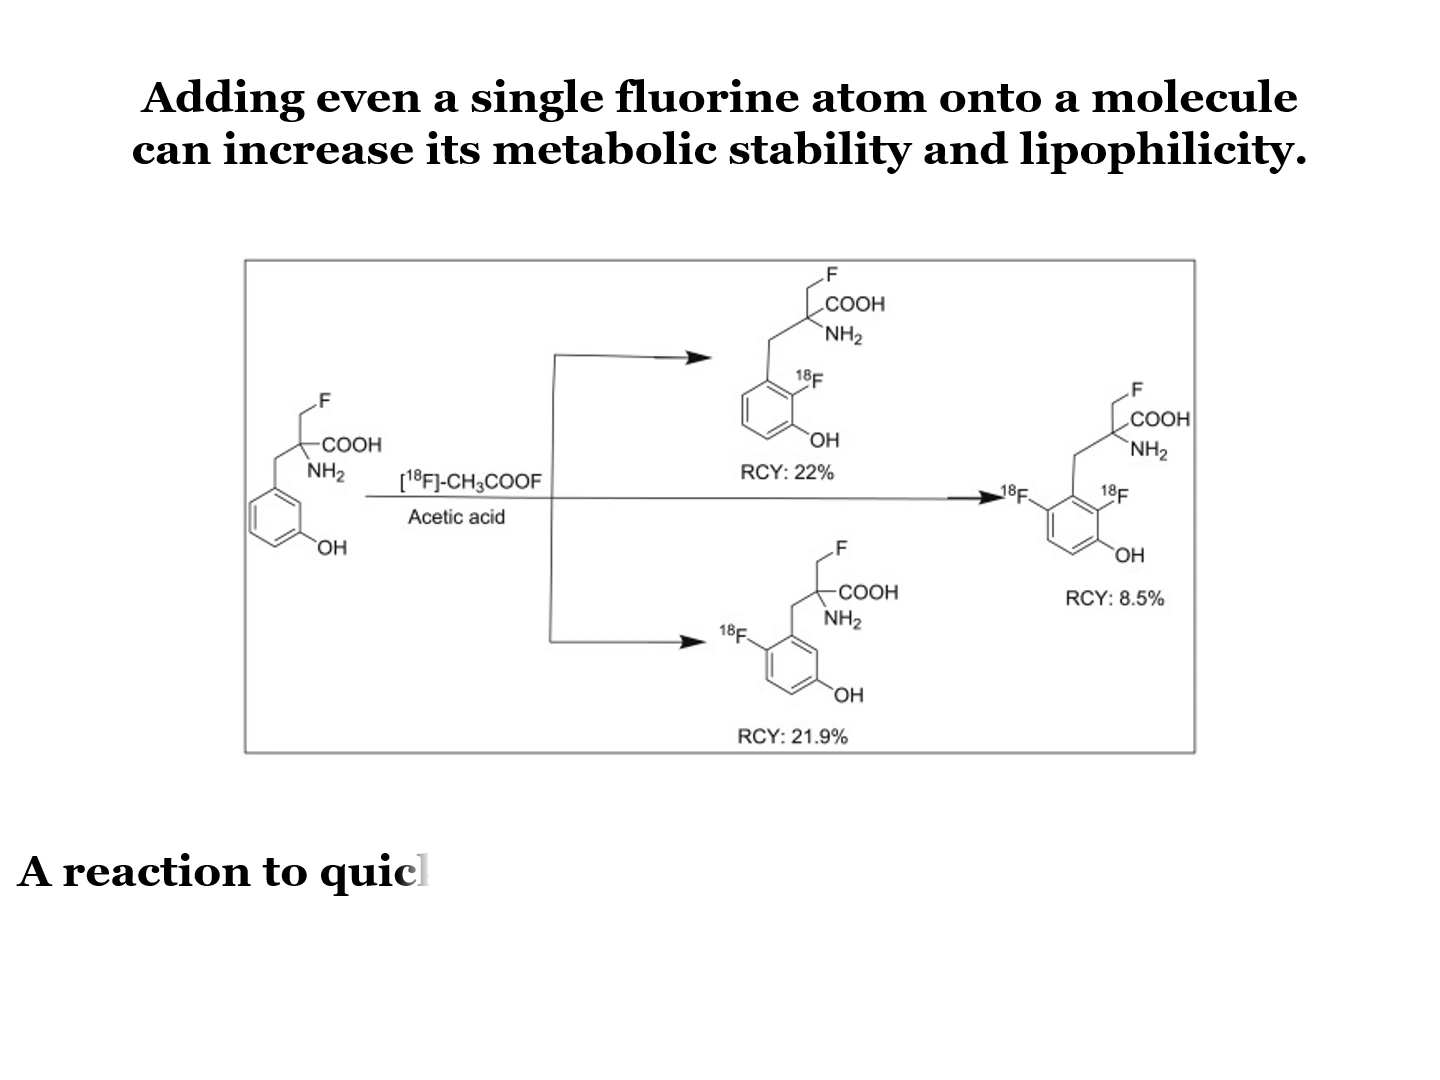 Adding even a single fluorine atom onto a molecule
can increase its metabolic stability and lipophilicity.
F
COOH
NH2
18F
OH
RCY: 22%
F
COOH
NH2
OH
[18F]-CH3COOF
Acetic acid
F
COOH
NH2
18F
18F
OH
RCY: 8.5%
F
COOH
NH2
18F
OH
RCY: 21.9%
A reaction to